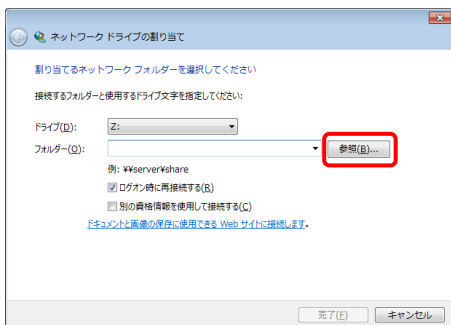 ネットワーク ドライブの割り当て
割り当てるネットワーク フォルダーを選択してください
接続するフォルダーと使用するドライブ文字を指定してください:
ドライブ(D): Z:
フォルダー(O): 参照(B)...
例: ¥¥server¥share
ログオン時に再接続する(R)
別の資格情報を使用して接続する(C)
ドキュメントと画像の保存に使用できる Web サイトに接続します。
完了(F) キャンセル